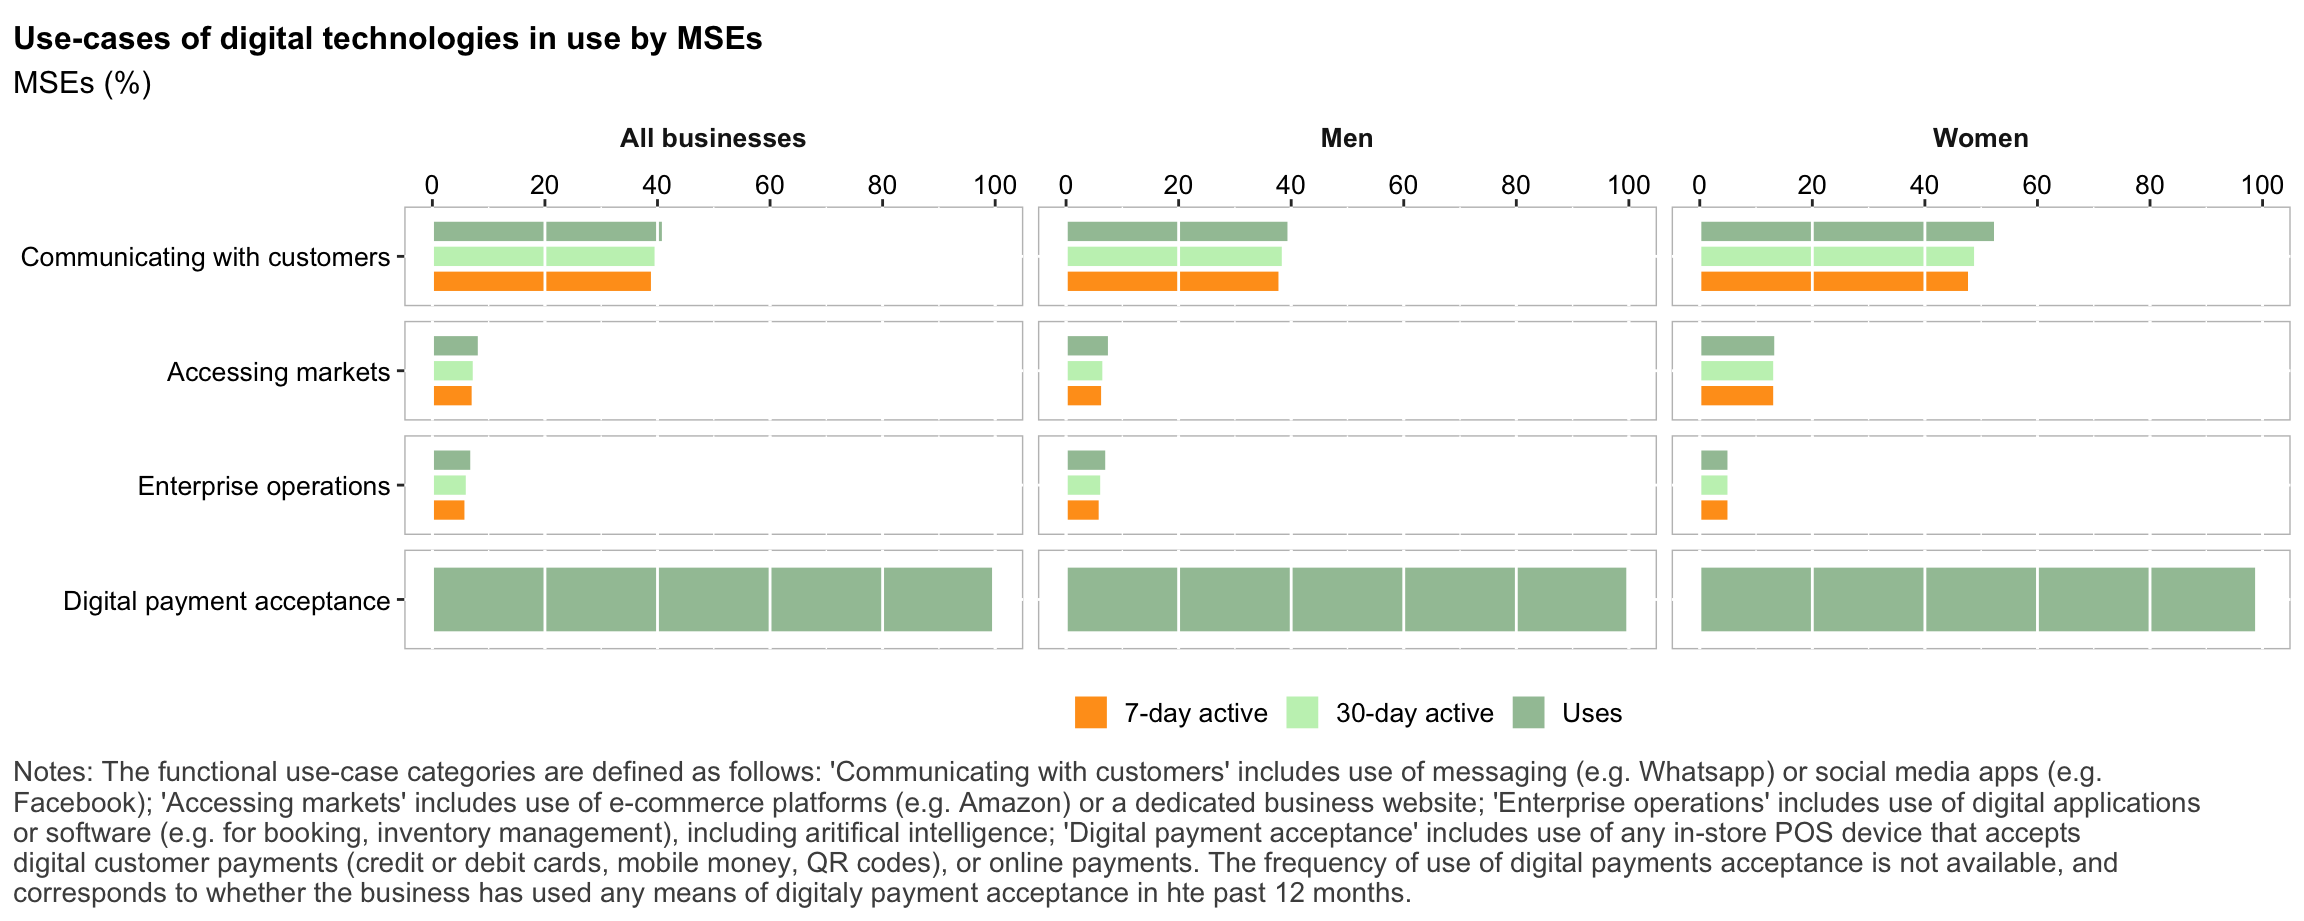 Use-cases of digital technologies in use by MSEs
MSEs (%)
All businesses Men Women
0 20 40 60 80 100 0 20 40 60 80 100 0 20 40 60 80 100
Communicating with customers
Accessing markets
Enterprise operations
Digital payment acceptance
7-day active 30-day active Uses
Notes: The functional use-case categories are defined as follows: 'Communicating with customers' includes use of messaging (e.g. Whatsapp) or social media apps (e.g.
Facebook); 'Accessing markets' includes use of e-commerce platforms (e.g. Amazon) or a dedicated business website; 'Enterprise operations' includes use of digital applications
or software (e.g. for booking, inventory management), including aritifical intelligence; 'Digital payment acceptance' includes use of any in-store POS device that accepts
digital customer payments (credit or debit cards, mobile money, QR codes), or online payments. The frequency of use of digital payments acceptance is not available, and
corresponds to whether the business has used any means of digitaly payment acceptance in hte past 12 months.